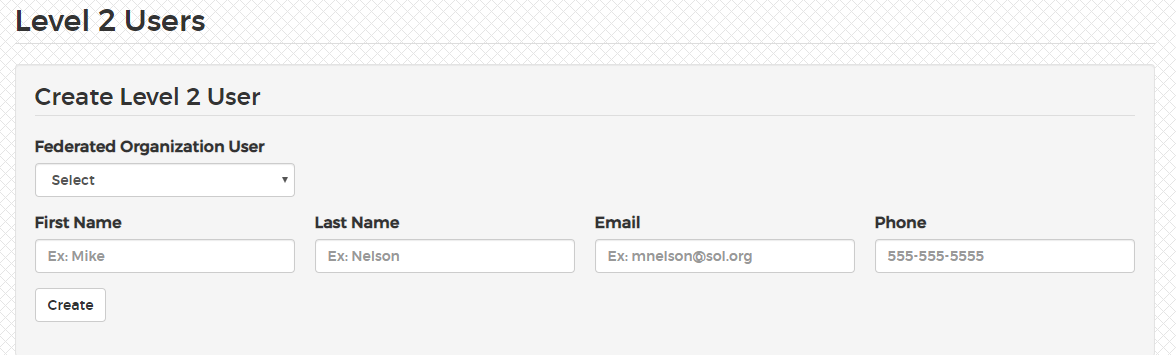 Level 2 Users
Create Level 2 User
Federated Organization User
Select
First Name Last Name Email Phone
Ex: Mike Ex: Nelson Ex: mnelson@sol.org 555-555-5555
Create